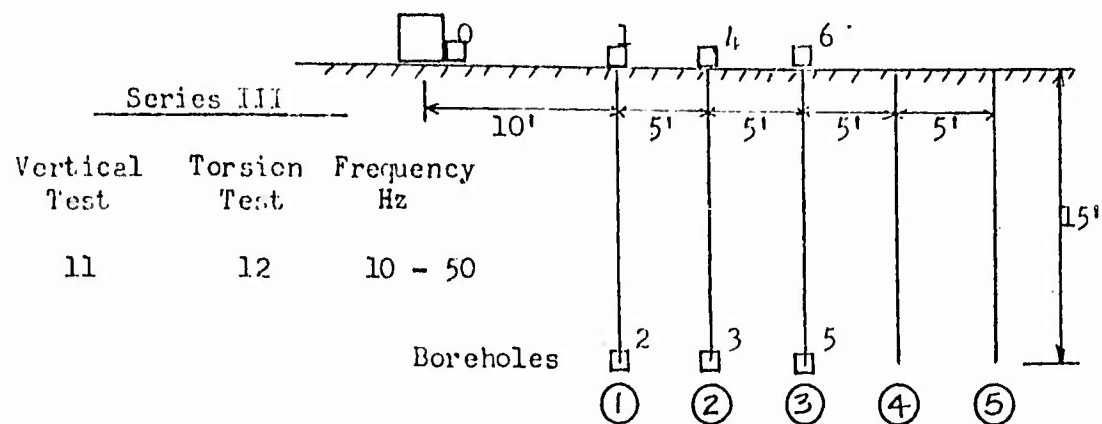 0 1 4 6
Series III
10' 5' 5' 5' 5'
Vertical Torsion Frequency
Test Test Hz
15'
11 12 10 - 50
Boreholes 2 3 5
① ② ③ ④ ⑤